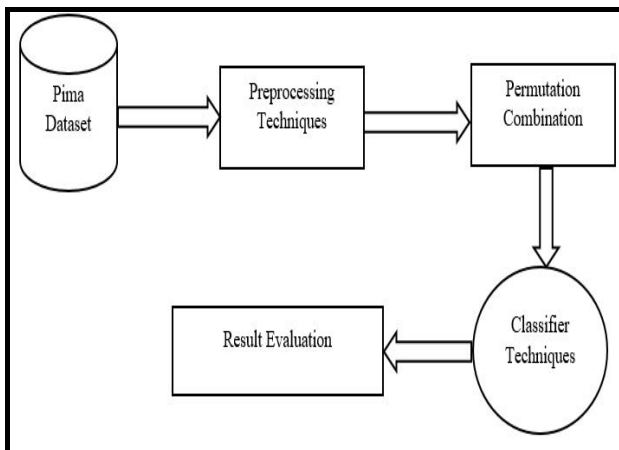 Pima
Dataset
Preprocessing
Techniques
Permutation
Combination
Classifier
Techniques
Result Evaluation